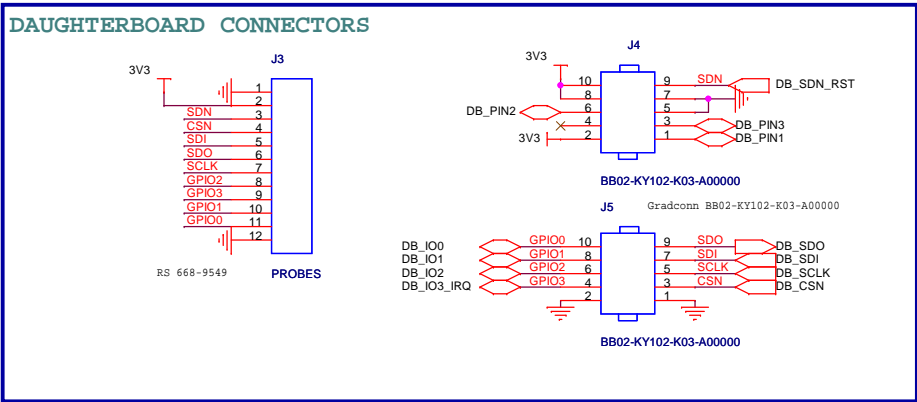 DAUGHTERBOARD CONNECTORS
J3
3V3
1
2
SDN 3
CSN 4
SDI 5
SDO 6
SCLK 7
GPIO2 8
GPIO3 9
GPIO1 10
GPIO0 11
12
RS 668-9549 PROBES
J4
3V3
10 9 SDN DB_SDN_RST
8 7
DB_PIN2 6 5
4 3 DB_PIN3
3V3 2 1 DB_PIN1
BB02-KY102-K03-A00000
J5 Gradconn BB02-KY102-K03-A00000
DB_IO0 GPIO0 10 9 SDO DB_SDO
DB_IO1 GPIO1 8 7 SDI DB_SDI
DB_IO2 GPIO2 6 5 SCLK DB_SCLK
DB_IO3_IRQ GPIO3 4 3 CSN DB_CSN
2 1
BB02-KY102-K03-A00000